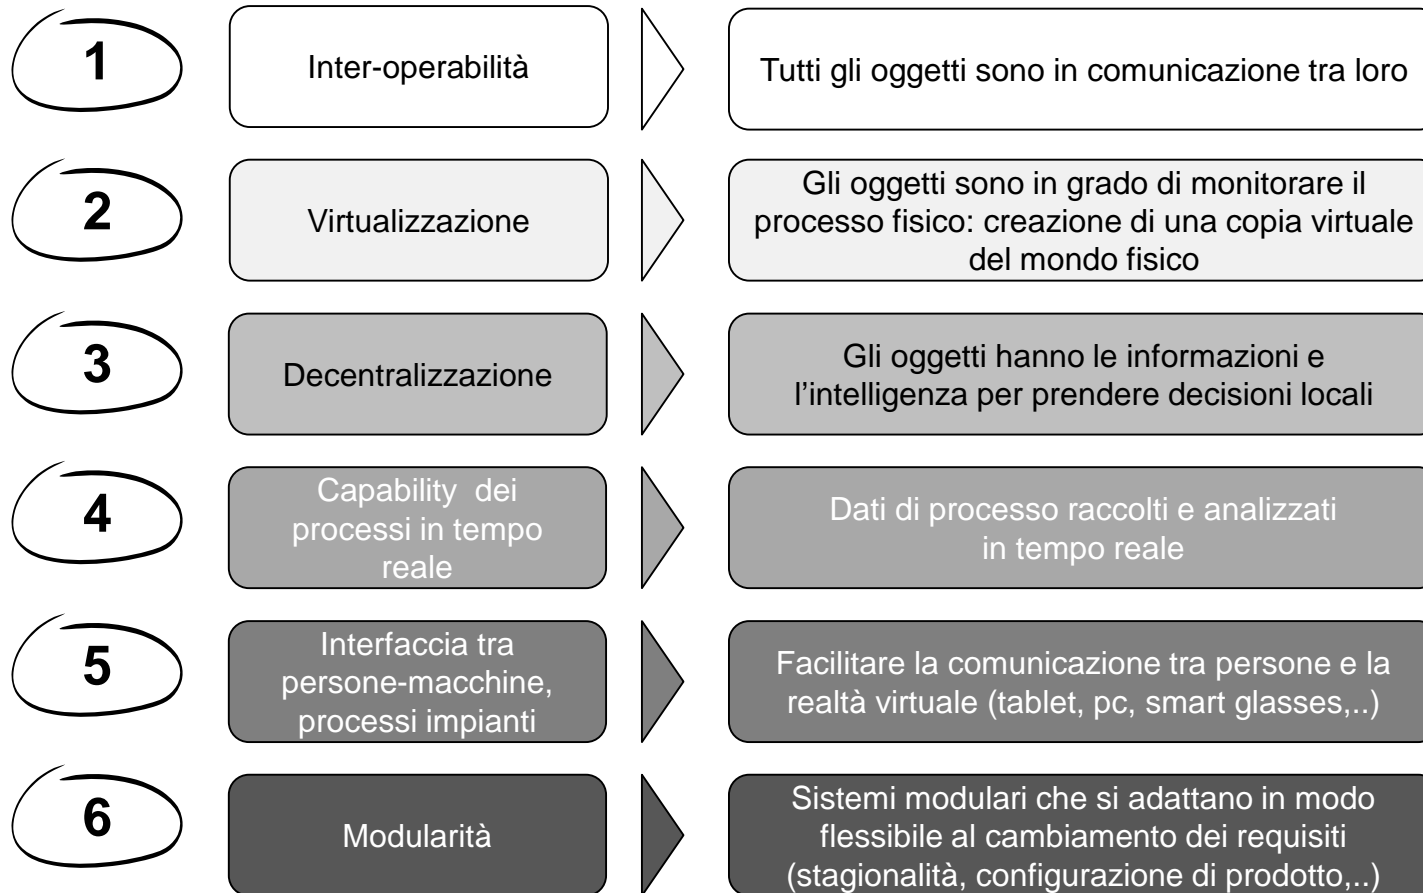 1
Inter-operabilità
Tutti gli oggetti sono in comunicazione tra loro
2
Virtualizzazione
Gli oggetti sono in grado di monitorare il
processo fisico: creazione di una copia virtuale
del mondo fisico
3
Decentralizzazione
Gli oggetti hanno le informazioni e
l'intelligenza per prendere decisioni locali
4
Capability  dei
processi in tempo
reale
Dati di processo raccolti e analizzati
in tempo reale
5
Interfaccia tra
persone-macchine,
processi impianti
Facilitare la comunicazione tra persone e la
realtà virtuale (tablet, pc, smart glasses,..)
6
Modularità
Sistemi modulari che si adattano in modo
flessibile al cambiamento dei requisiti
(stagionalità, configurazione di prodotto,..)